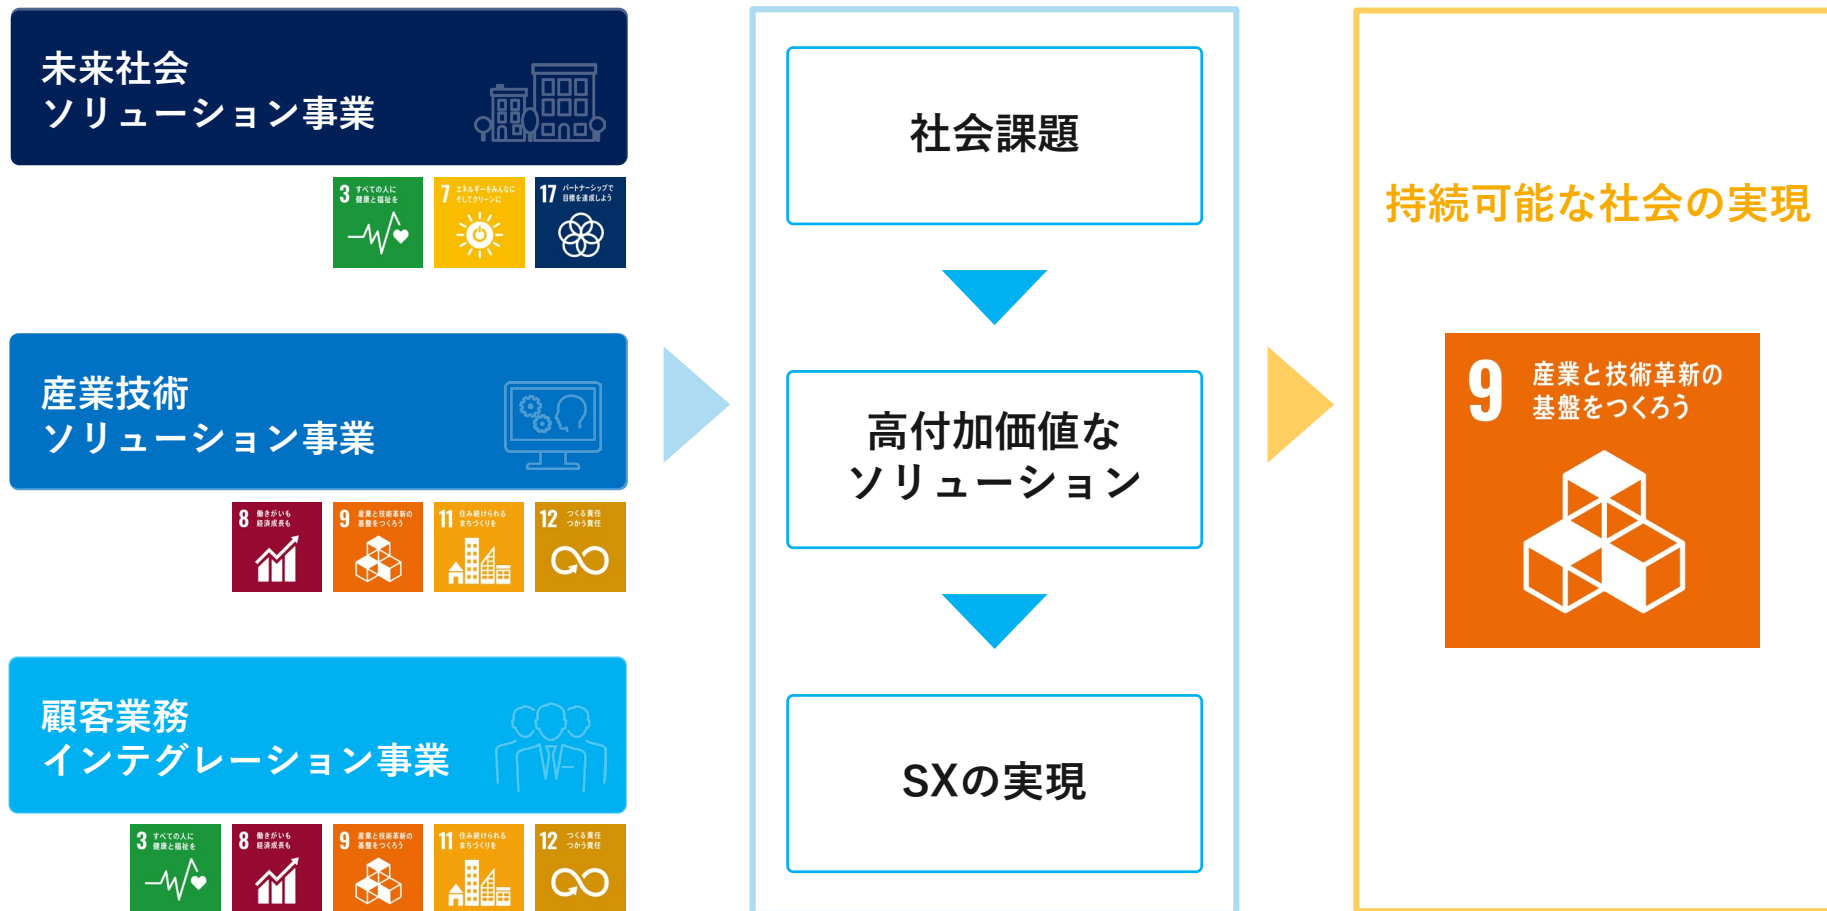 未来社会
ソリューション事業
3 すべての人に
健康と福祉を
7 エネルギーをみんなに
そしてクリーンに
17 パートナーシップで
目標を達成しよう
産業技術
ソリューション事業
8 働きがいも
経済成長も
9 産業と技術革新の
基盤をつくろう
11 住み続けられる
まちづくりを
12 つくる責任
つかう責任
顧客業務
インテグレーション事業
3 すべての人に
健康と福祉を
8 働きがいも
経済成長も
9 産業と技術革新の
基盤をつくろう
11 住み続けられる
まちづくりを
12 つくる責任
つかう責任
社会課題
高付加価値な
ソリューション
SXの実現
持続可能な社会の実現
9 産業と技術革新の
基盤をつくろう